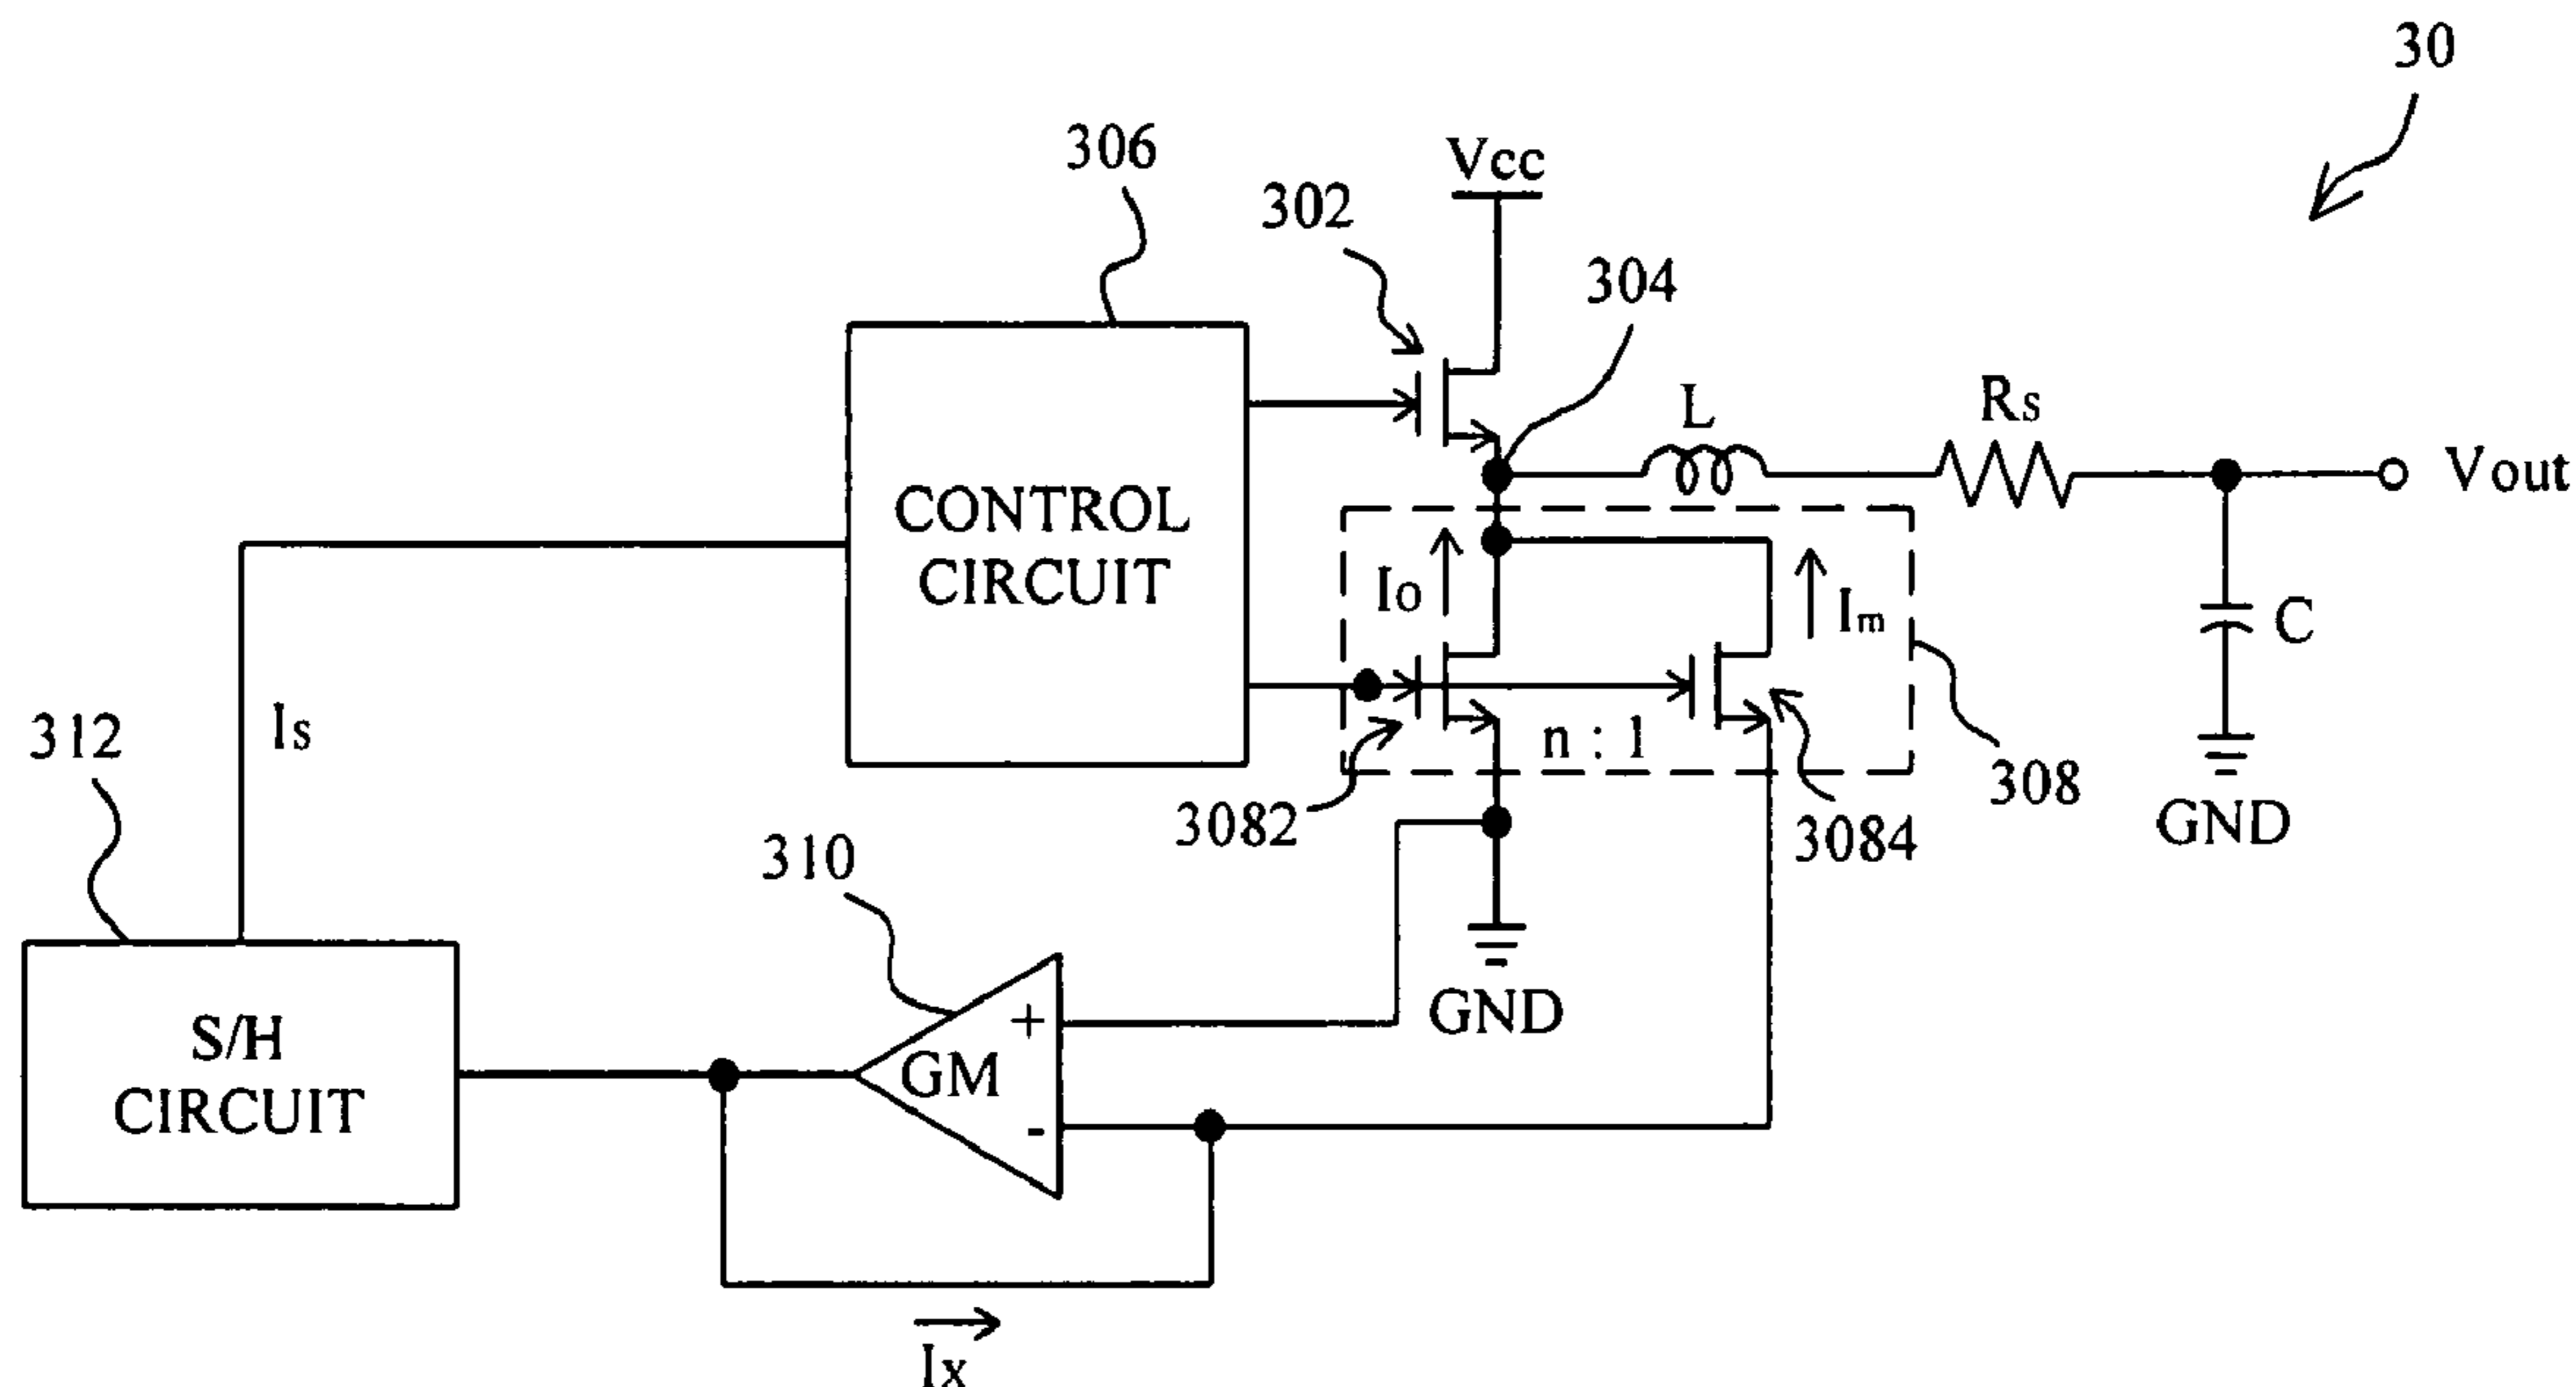 30
306
Vcc
302
304
L
Rs
Vout
CONTROL
CIRCUIT
Io
Im
C
Is
312
n : 1
308
3082
3084
GND
310
GND
+
S/H
CIRCUIT
GM
-
Ix